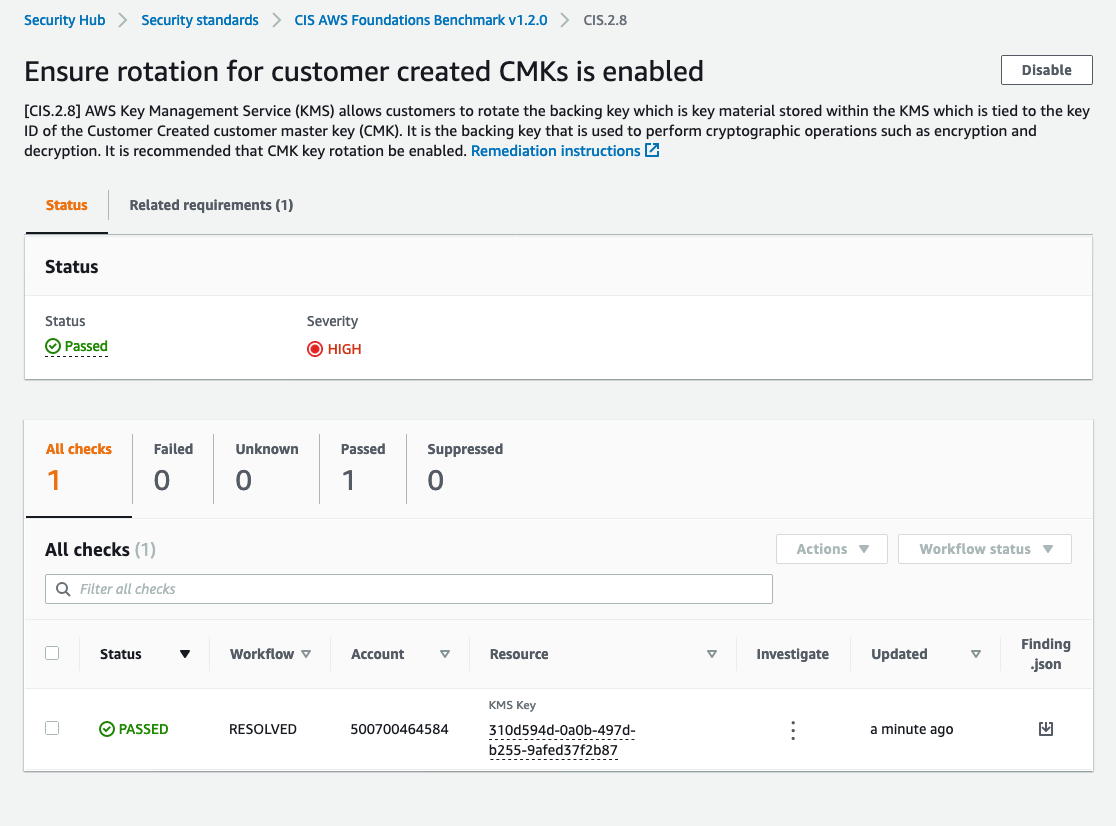 Security Hub > Security standards > CIS AWS Foundations Benchmark v1.2.0 > CIS.2.8
Ensure rotation for customer created CMKs is enabled
Disable
[CIS.2.8] AWS Key Management Service (KMS) allows customers to rotate the backing key which is key material stored within the KMS which is tied to the key
ID of the Customer Created customer master key (CMK). It is the backing key that is used to perform cryptographic operations such as encryption and
decryption. It is recommended that CMK key rotation be enabled. Remediation instructions
Status Related requirements (1)
Status
Status Severity
Passed HIGH
All checks Failed Unknown Passed Suppressed
1 0 0 1 0
All checks (1) Actions Workflow status
Filter all checks
Status Workflow Account Resource Investigate Updated Finding
.json
KMS Key
PASSED RESOLVED 500700464584 310d594d-0a0b-497d- a minute ago
b255-9afed37f2b87